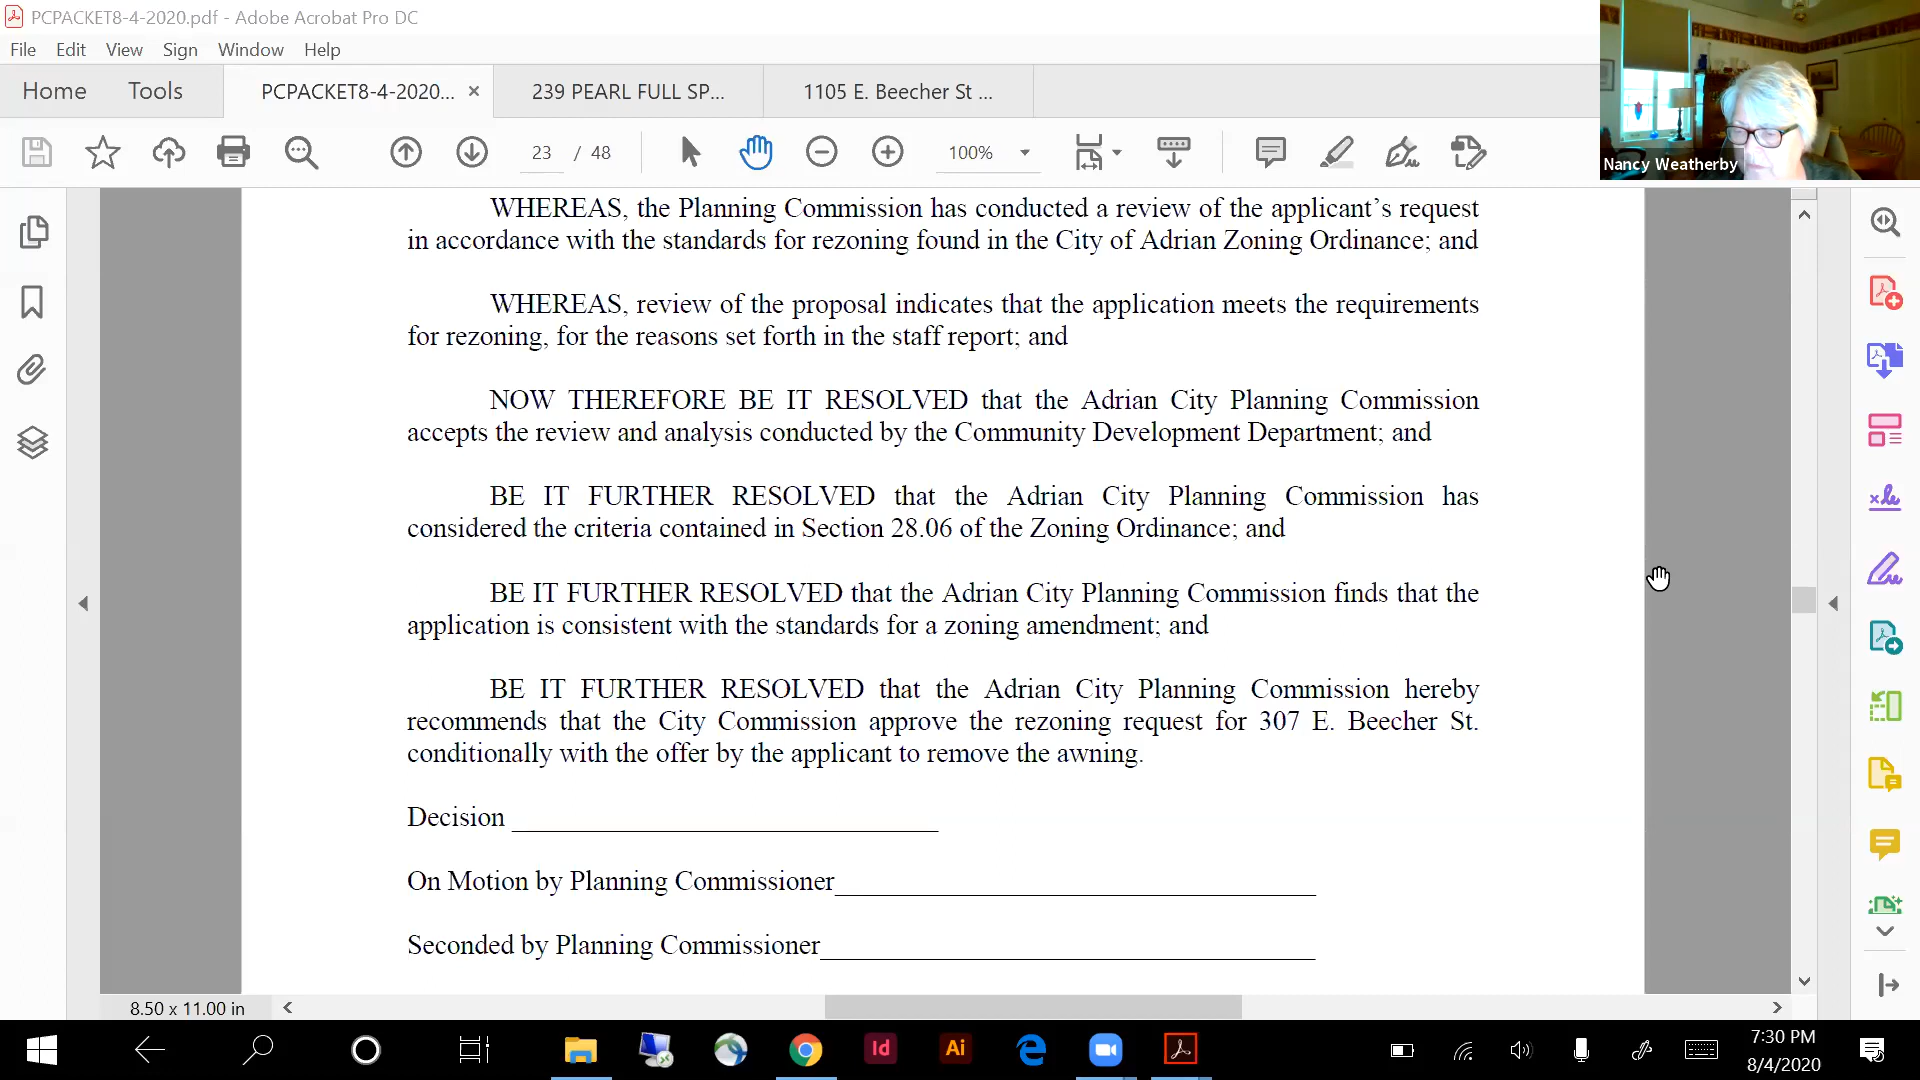 PCPACKET8-4-2020.pdf - Adobe Acrobat Pro DC
File Edit View Sign Window Help
Home Tools PCPACKET8-4-2020... × 239 PEARL FULL SP... 1105 E. Beecher St ...
23 / 48 100%
Nancy Weatherby
WHEREAS, the Planning Commission has conducted a review of the applicant’s request
in accordance with the standards for rezoning found in the City of Adrian Zoning Ordinance; and
WHEREAS, review of the proposal indicates that the application meets the requirements
for rezoning, for the reasons set forth in the staff report; and
NOW THEREFORE BE IT RESOLVED that the Adrian City Planning Commission
accepts the review and analysis conducted by the Community Development Department; and
BE IT FURTHER RESOLVED that the Adrian City Planning Commission has
considered the criteria contained in Section 28.06 of the Zoning Ordinance; and
BE IT FURTHER RESOLVED that the Adrian City Planning Commission finds that the
application is consistent with the standards for a zoning amendment; and
BE IT FURTHER RESOLVED that the Adrian City Planning Commission hereby
recommends that the City Commission approve the rezoning request for 307 E. Beecher St.
conditionally with the offer by the applicant to remove the awning.
Decision ______________________________
On Motion by Planning Commissioner__________________________________
Seconded by Planning Commissioner___________________________________
8.50 x 11.00 in
Id Ai
7:30 PM
8/4/2020